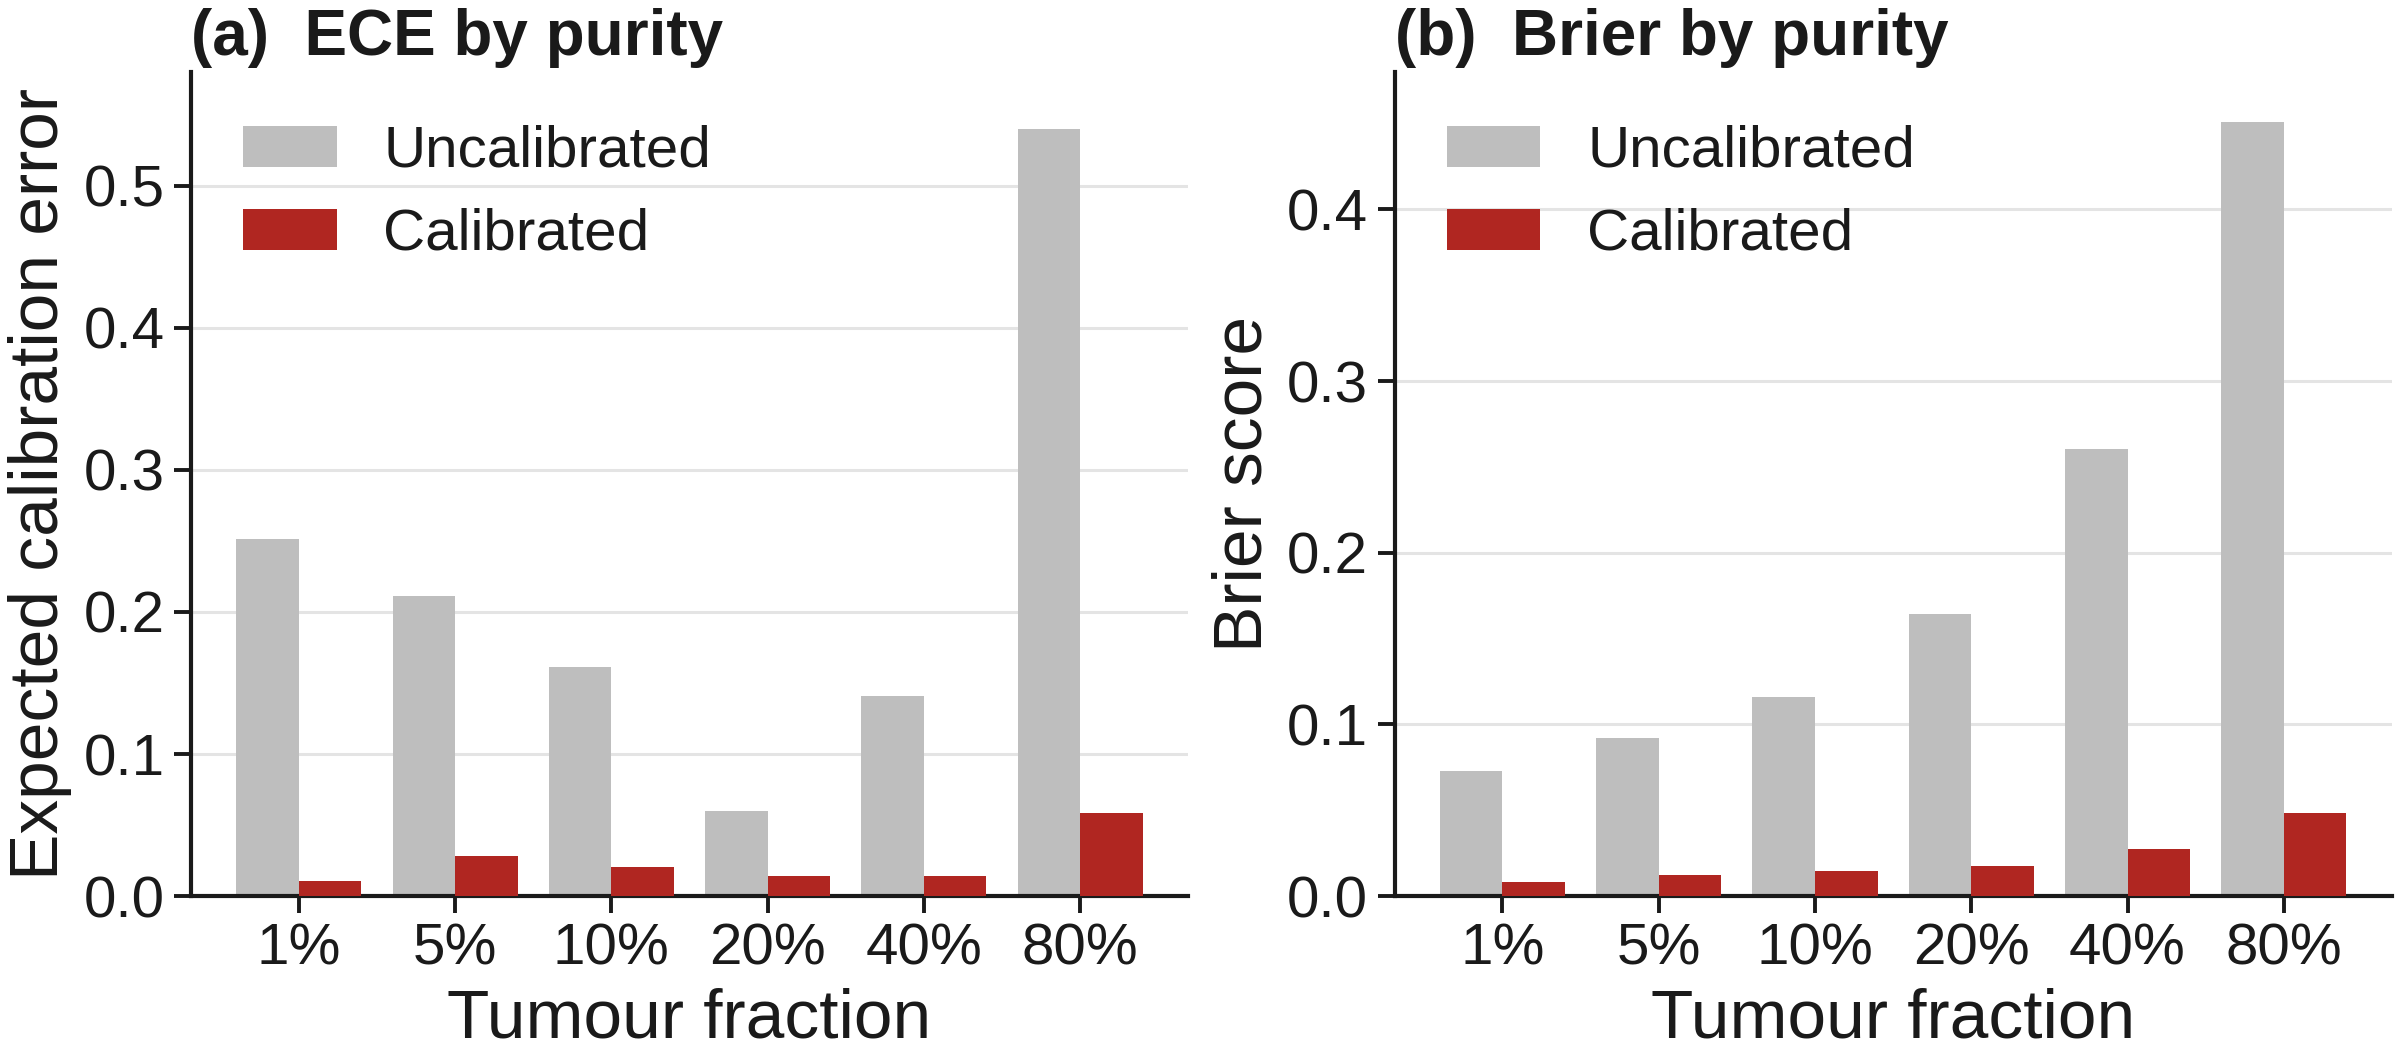 (a) ECE by purity
Expected calibration error
Uncalibrated
Calibrated
0.5
0.4
0.3
0.2
0.1
0.0
1% 5% 10% 20% 40% 80%
Tumour fraction
(b) Brier by purity
Brier score
Uncalibrated
Calibrated
0.4
0.3
0.2
0.1
0.0
1% 5% 10% 20% 40% 80%
Tumour fraction